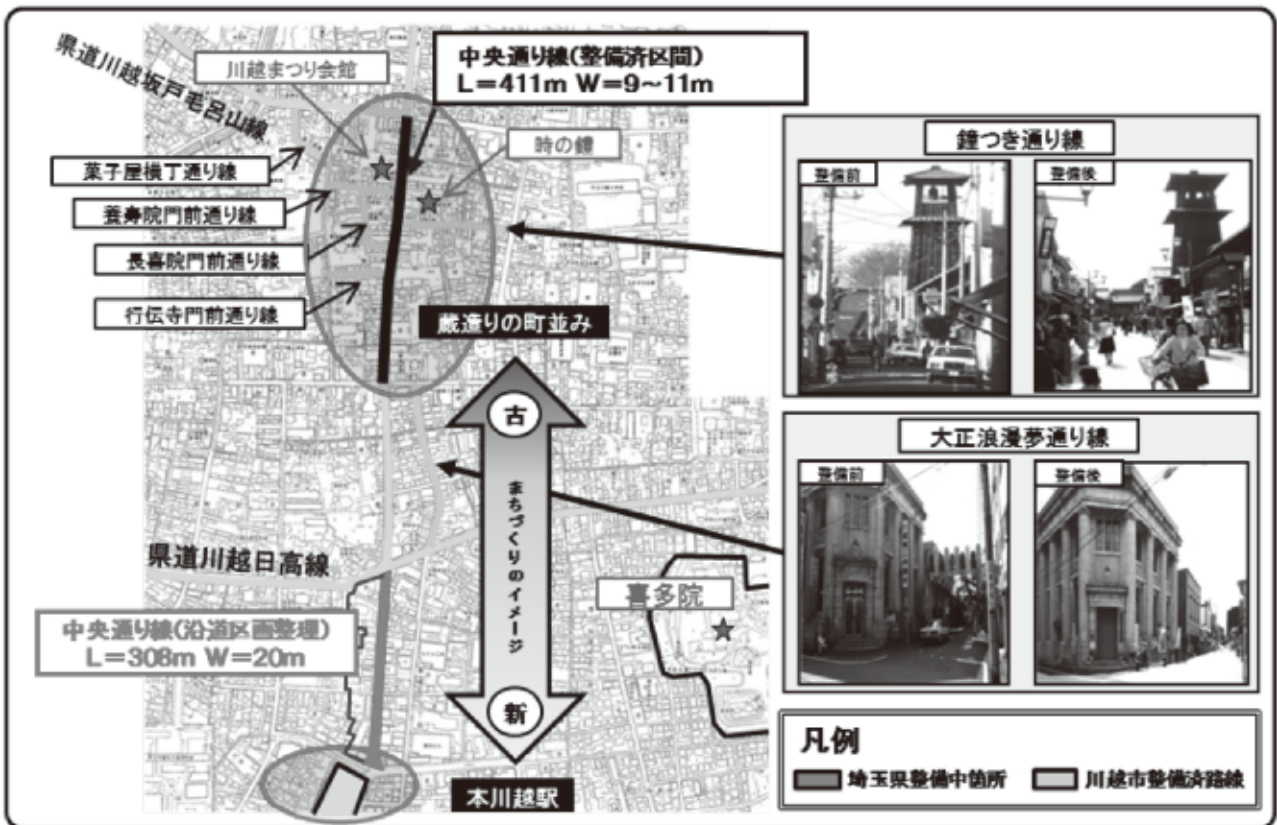 県道川越坂戸毛呂山線
川越まつり会館
中央通り線(整備済区間)
L=411m W=9~11m
時の鐘
菓子屋横丁通り線
養寿院門前通り線
長喜院門前通り線
行伝寺門前通り線
蔵造りの町並み
古
まちづくりのイメージ
新
県道川越日高線
中央通り線(沿道区画整理)
L=308m W=20m
喜多院
本川越駅
鐘つき通り線
整備前
整備後
大正浪漫夢通り線
整備前
整備後
凡例
埼玉県整備中箇所
川越市整備済路線